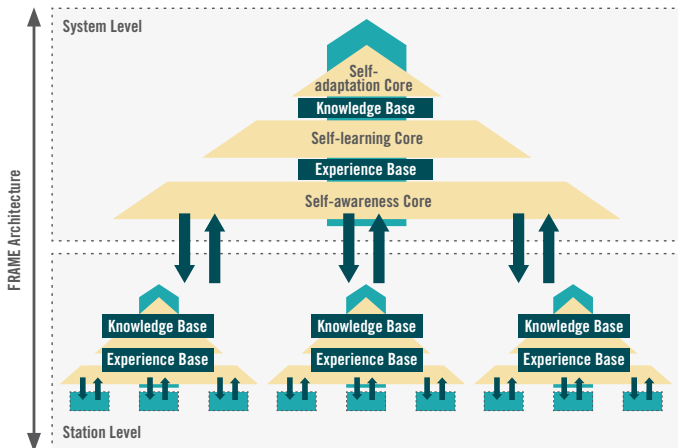 System Level
Self-
adaptation Core
Knowledge Base
Self-learning Core
Experience Base
Self-awareness Core
FRAME Architecture
Knowledge Base
Knowledge Base
Knowledge Base
Experience Base
Experience Base
Experience Base
Station Level